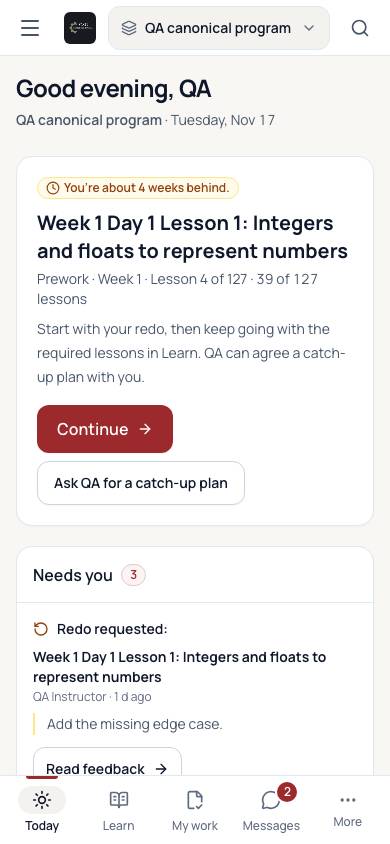 QA canonical program
Good evening, QA
QA canonical program · Tuesday, Nov 17
You're about 4 weeks behind.
Week 1 Day 1 Lesson 1: Integers
and floats to represent numbers
Prework · Week 1 · Lesson 4 of 127 · 39 of 127
lessons
Start with your redo, then keep going with the
required lessons in Learn. QA can agree a catch-
up plan with you.
Continue
Ask QA for a catch-up plan
Needs you 3
Redo requested:
Week 1 Day 1 Lesson 1: Integers and floats to
represent numbers
QA Instructor · 1 d ago
Add the missing edge case.
Read feedback
2
Today Learn My work Messages More